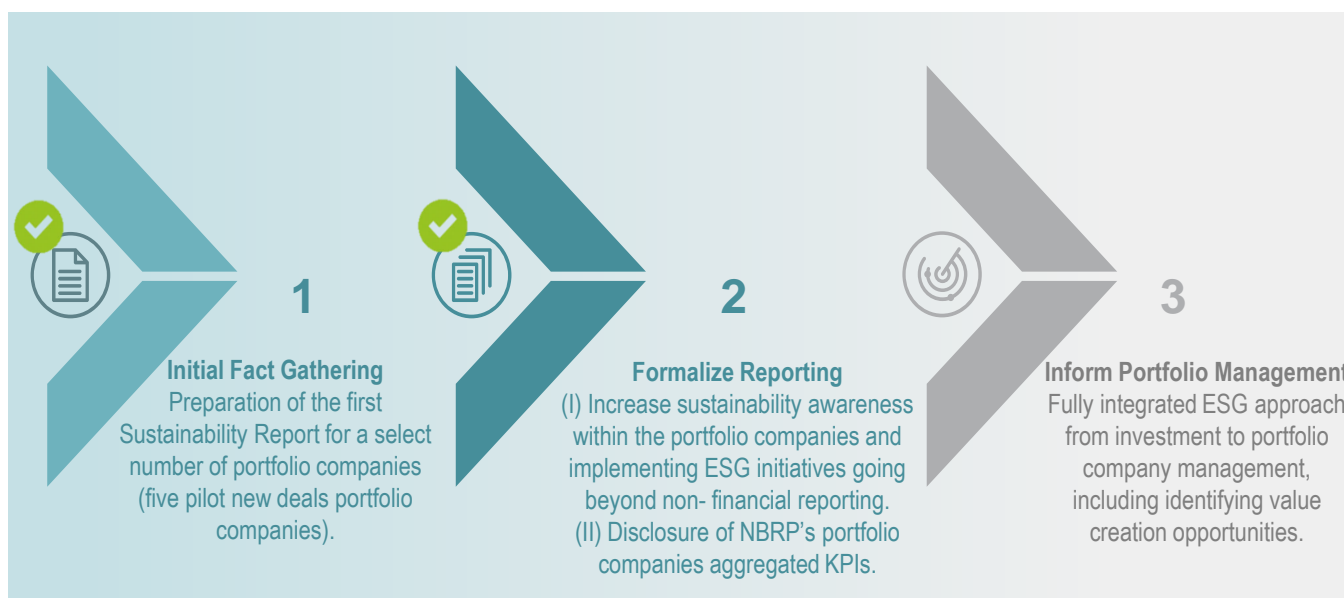 1
Initial Fact Gathering
Preparation of the first
Sustainability Report for a select
number of portfolio companies
(five pilot new deals portfolio
companies).
2
Formalize Reporting
(I) Increase sustainability awareness
within the portfolio companies and
implementing ESG initiatives going
beyond non- financial reporting.
(II) Disclosure of NBRP's portfolio
companies aggregated KPIs.
3
Inform Portfolio Management
Fully integrated ESG approach
from investment to portfolio
company management,
including identifying value
creation opportunities.